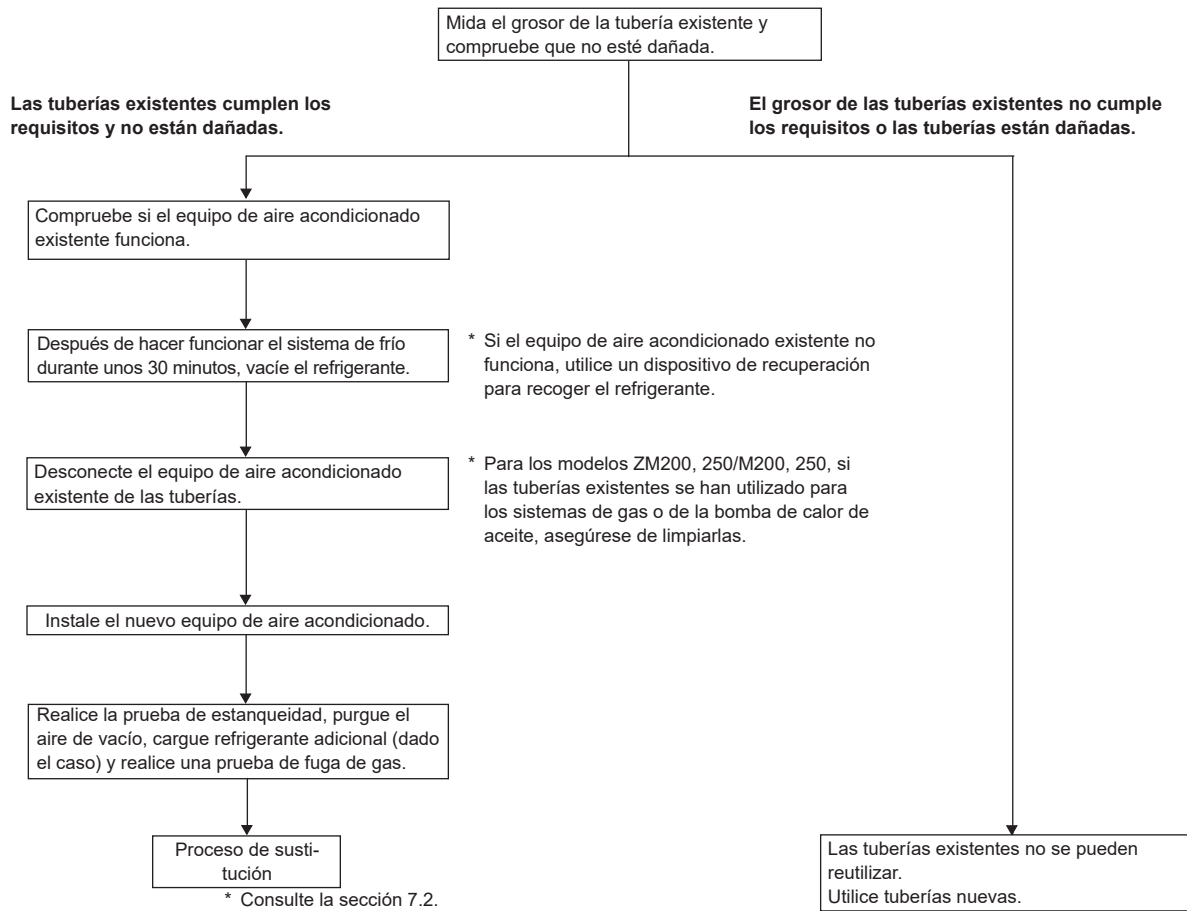 Mida el grosor de la tubería existente y
compruebe que no esté dañada.
Las tuberías existentes cumplen los
requisitos y no están dañadas.
El grosor de las tuberías existentes no cumple
los requisitos o las tuberías están dañadas.
Compruebe si el equipo de aire acondicionado
existente funciona.
Después de hacer funcionar el sistema de frío
durante unos 30 minutos, vacíe el refrigerante.
* Si el equipo de aire acondicionado existente no
funciona, utilice un dispositivo de recuperación
para recoger el refrigerante.
Desconecte el equipo de aire acondicionado
existente de las tuberías.
* Para los modelos ZM200, 250/M200, 250, si
las tuberías existentes se han utilizado para
los sistemas de gas o de la bomba de calor de
aceite, asegúrese de limpiarlas.
Instale el nuevo equipo de aire acondicionado.
Realice la prueba de estanqueidad, purgue el
aire de vacío, cargue refrigerante adicional (dado
el caso) y realice una prueba de fuga de gas.
Proceso de susti-
tución
* Consulte la sección 7.2.
Las tuberías existentes no se pueden
reutilizar.
Utilice tuberías nuevas.